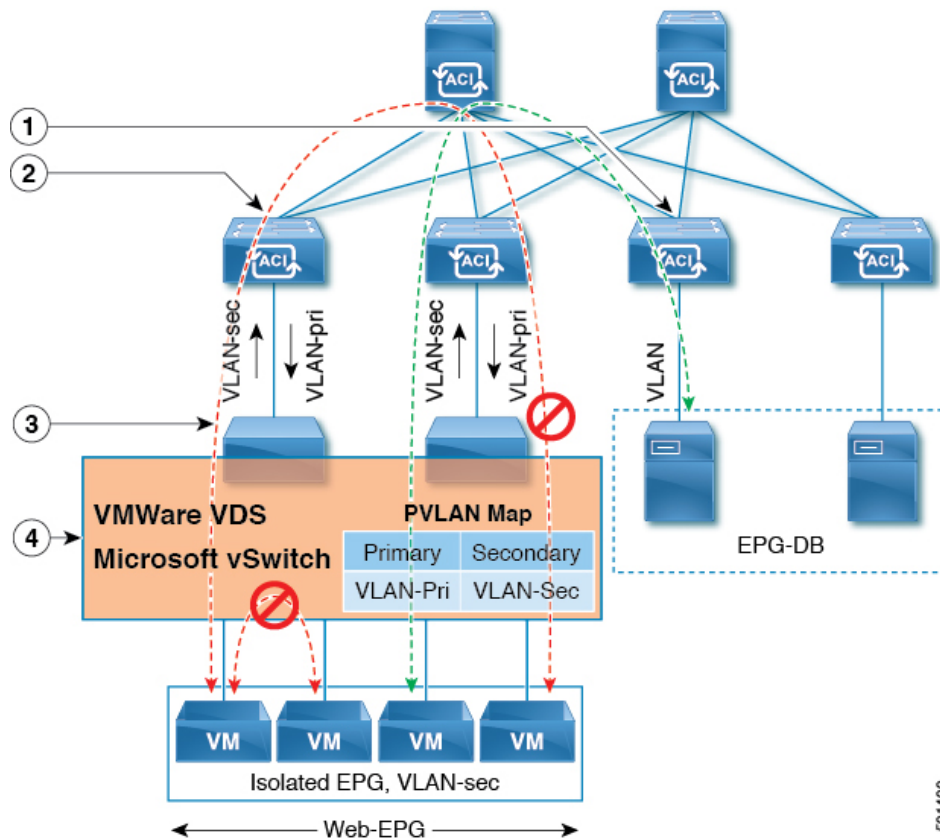 ACI
ACI
1
2
ACI
ACI
ACI
ACI
VLAN-sec
VLAN-pri
VLAN-sec
VLAN-pri
VLAN
3
4
VMWare VDS
Microsoft vSwitch
PVLAN Map
Primary
Secondary
VLAN-Pri
VLAN-Sec
EPG-DB
VM
VM
VM
VM
Isolated EPG, VLAN-sec
Web-EPG